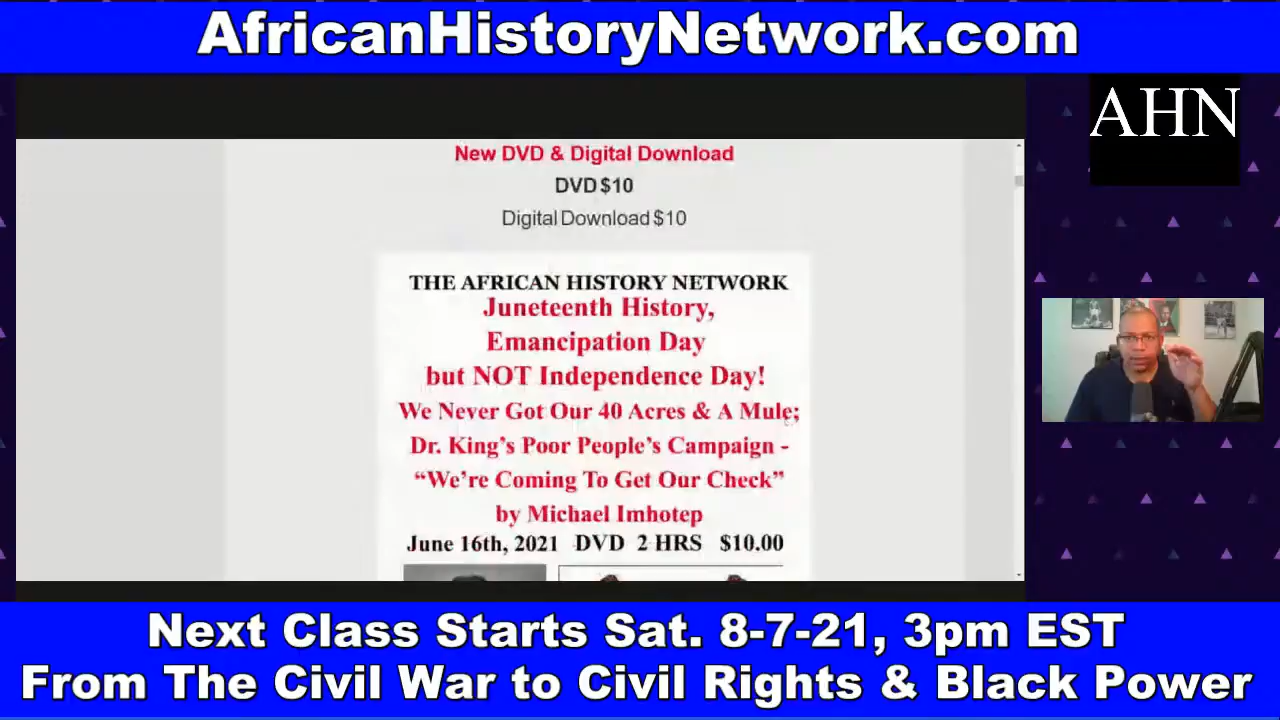 AfricanHistoryNetwork.com
AHN
New DVD & Digital Download
DVD $10
Digital Download $10
THE AFRICAN HISTORY NETWORK
Juneteenth History,
Emancipation Day
but NOT Independence Day!
We Never Got Our 40 Acres & A Mule;
Dr. King's Poor People's Campaign -
“We're Coming To Get Our Check”
by Michael Imhotep
June 16th, 2021 DVD 2 HRS $10.00
Next Class Starts Sat. 8-7-21, 3pm EST
From The Civil War to Civil Rights & Black Power